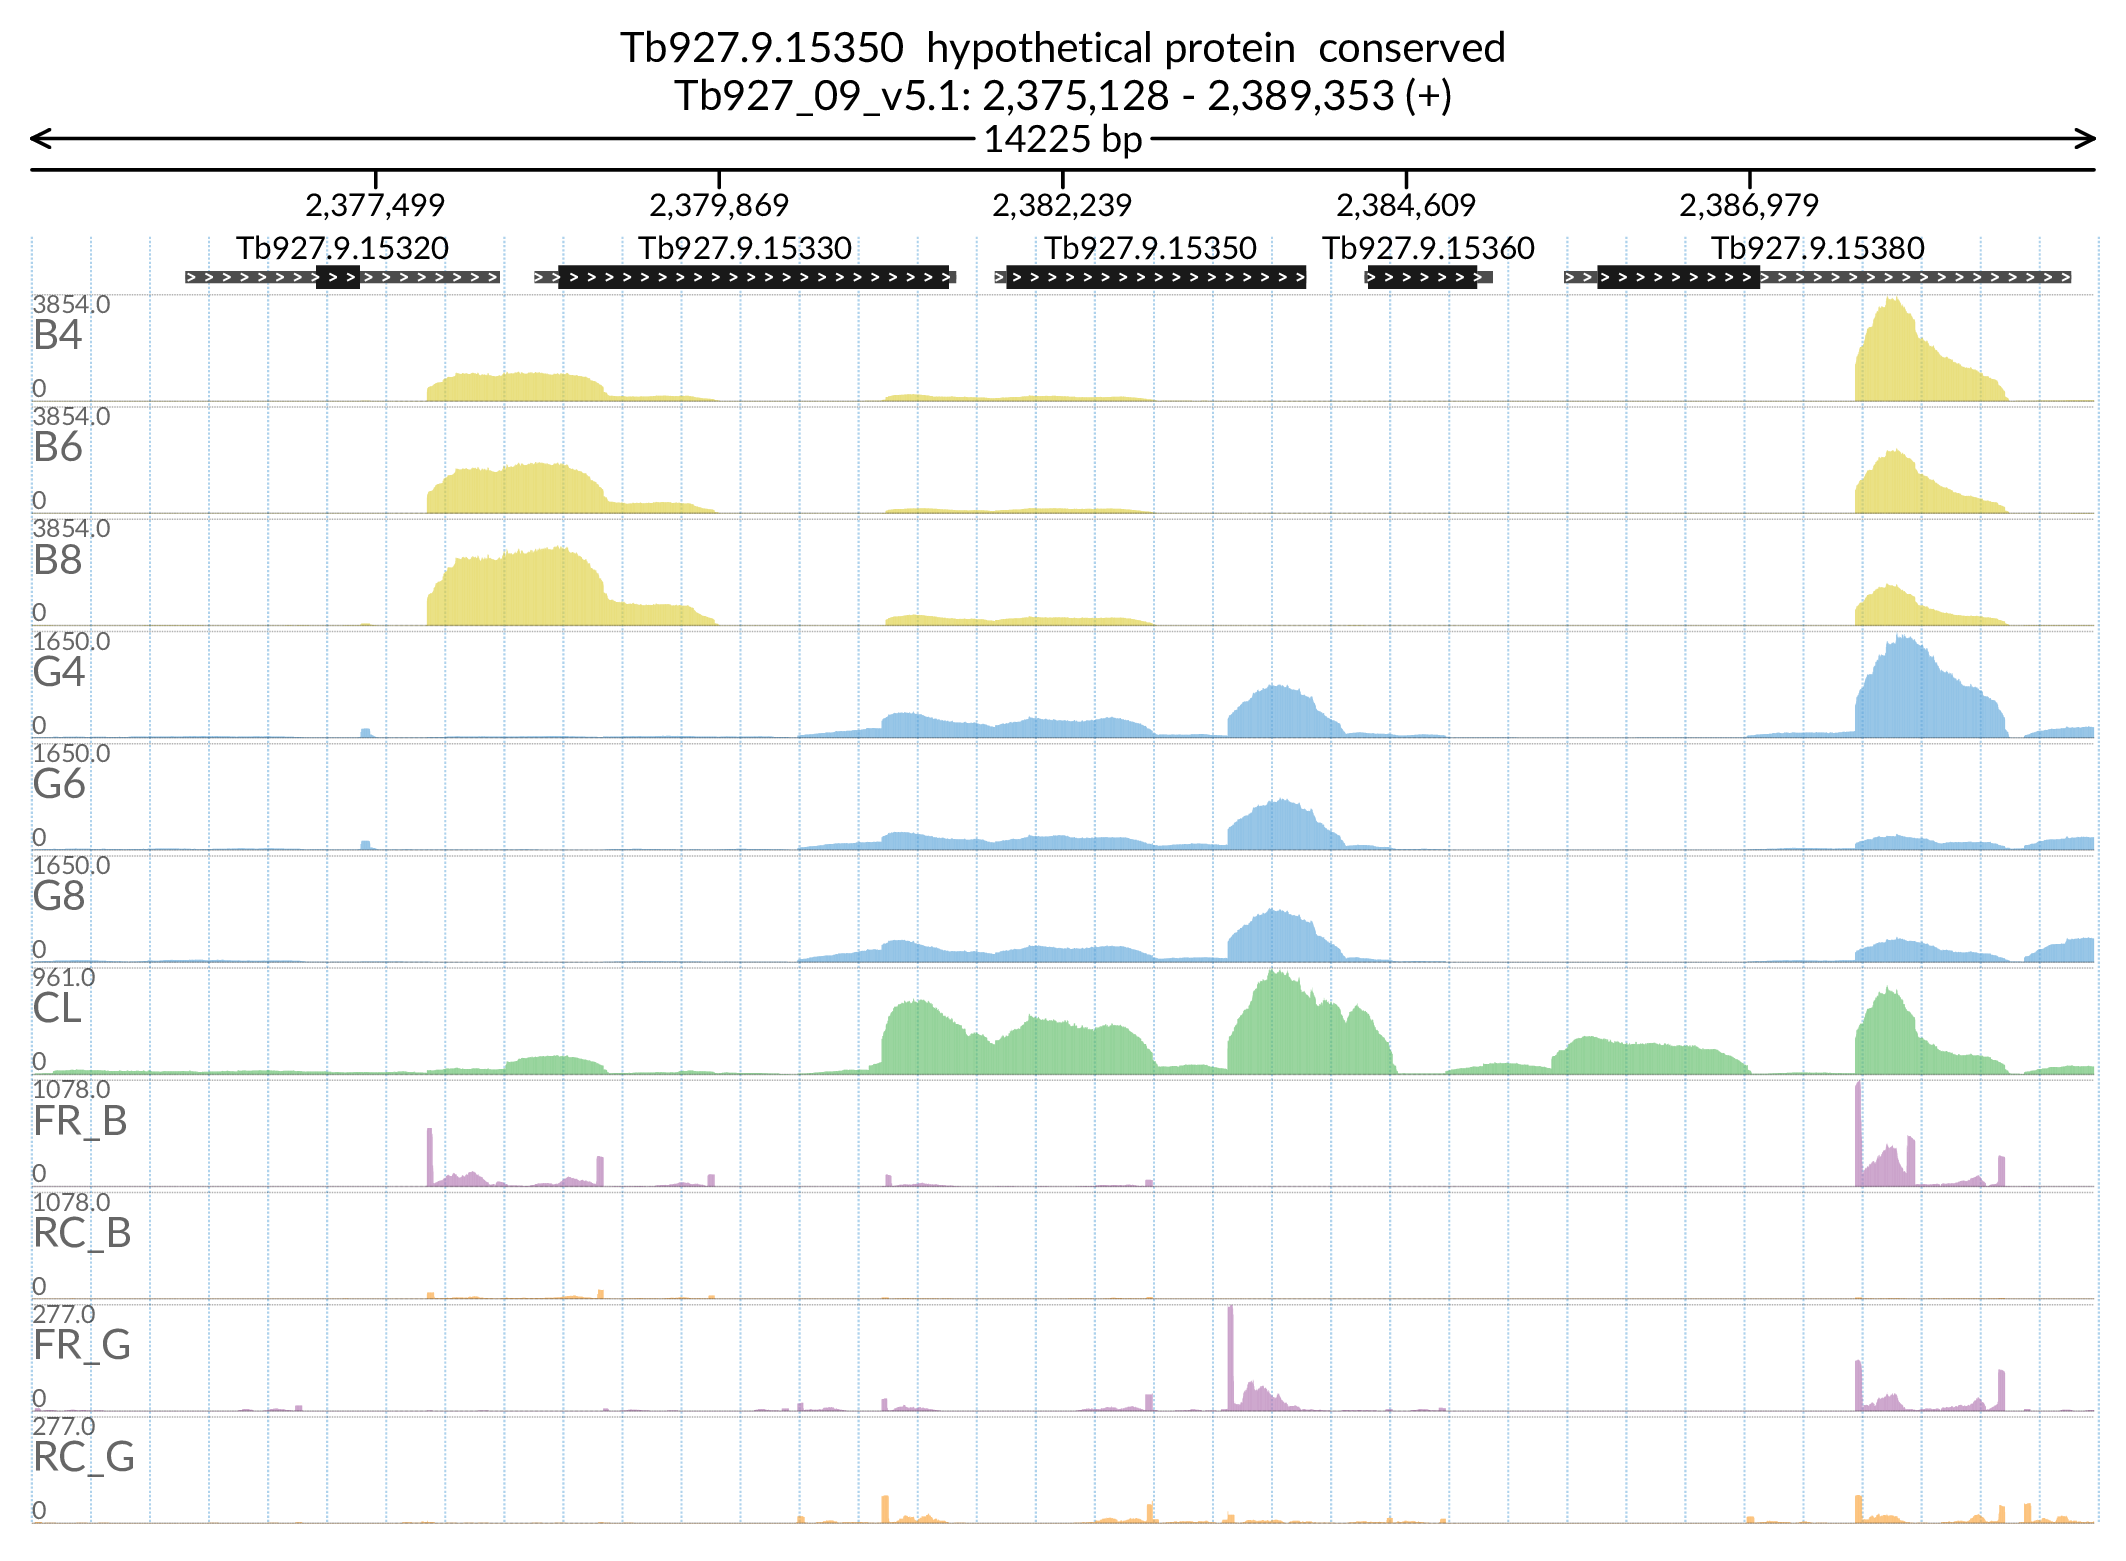 Tb927.9.15350  hypothetical protein  conserved
Tb927_09_v5.1: 2,375,128 - 2,389,353 (+)
14225 bp
2,377,499 2,379,869 2,382,239 2,384,609 2,386,979
Tb927.9.15320 Tb927.9.15330 Tb927.9.15350 Tb927.9.15360 Tb927.9.15380
3854.0
B4
0
3854.0
B6
0
3854.0
B8
0
1650.0
G4
0
1650.0
G6
0
1650.0
G8
0
961.0
CL
0
1078.0
FR_B
0
1078.0
RC_B
0
277.0
FR_G
0
277.0
RC_G
0